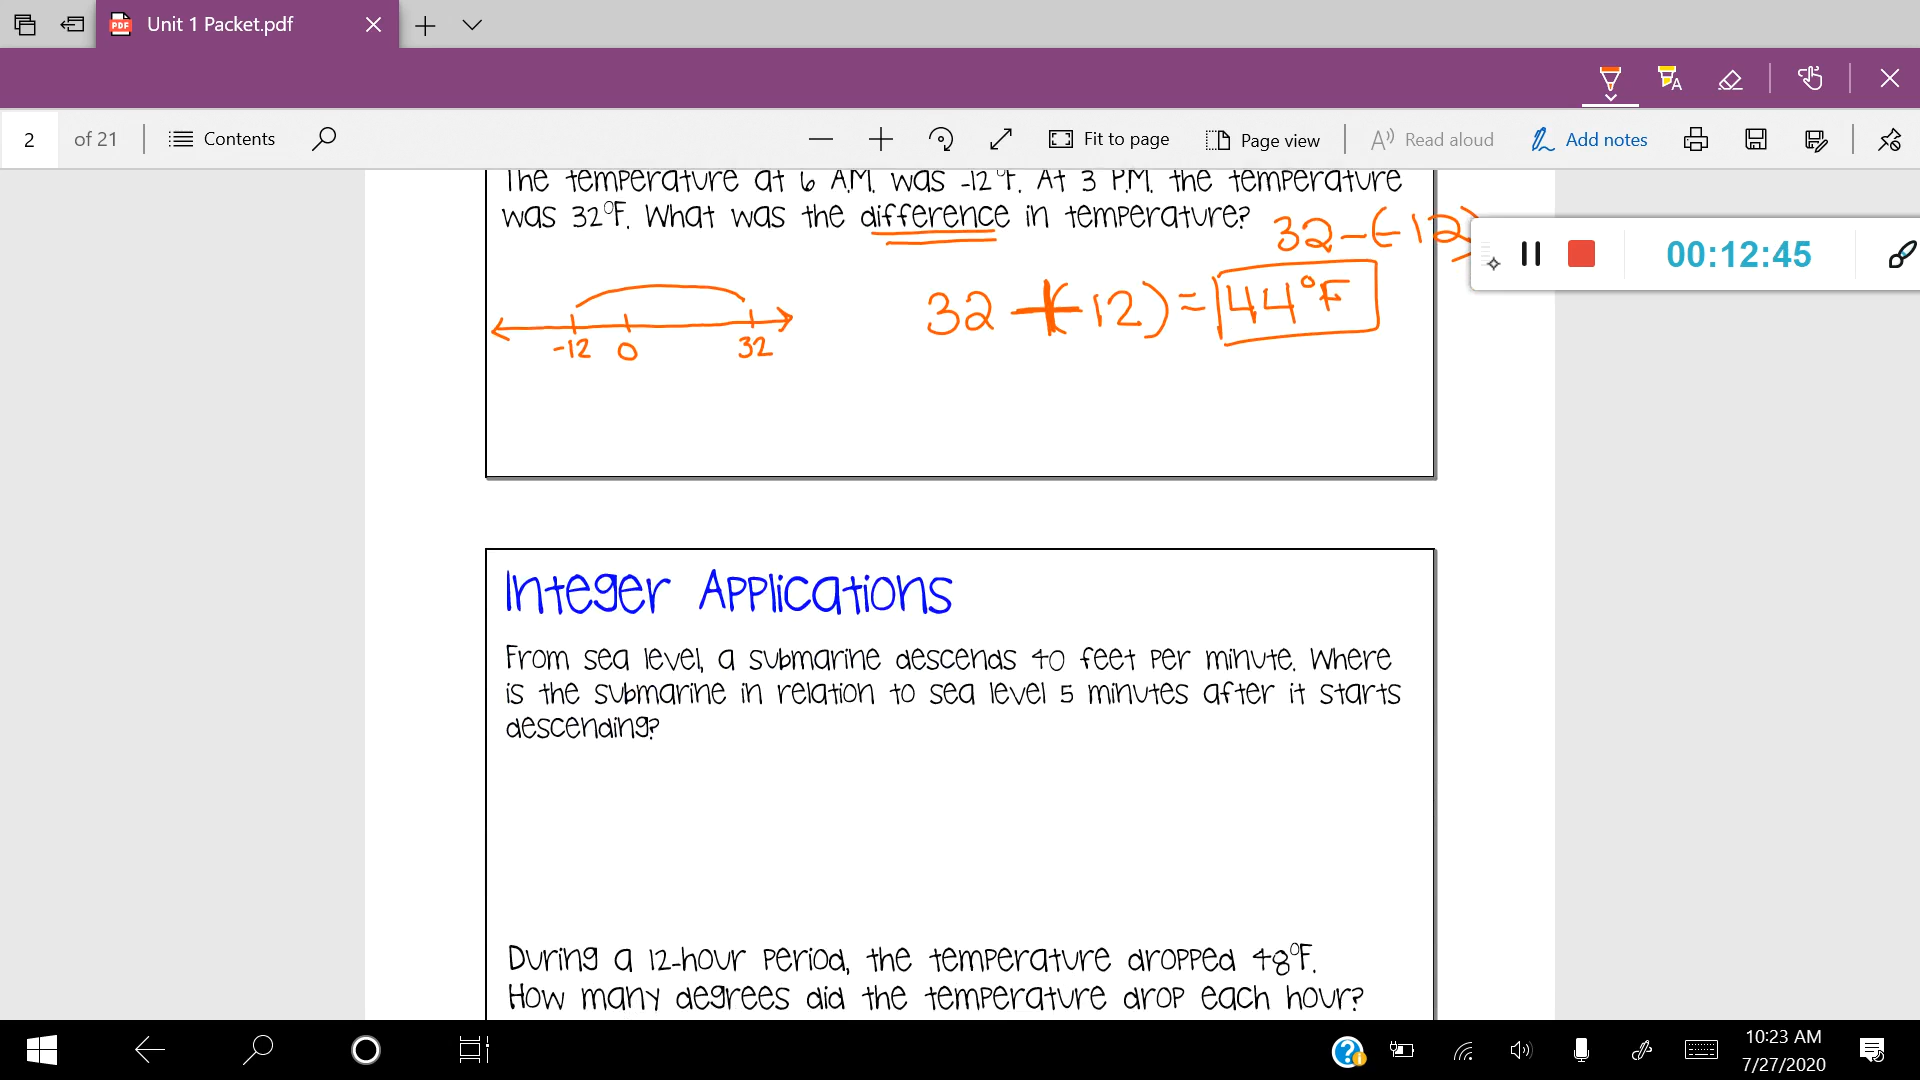 Unit 1 Packet.pdf
2 of 21 Contents Fit to page Page view Read aloud Add notes
The temperature at 6 A.M. was -12°F. At 3 P.M. the temperature
was 32°F. What was the difference in temperature?
32-(-12)
00:12:45
32 +( 12) = 44°F
-12 0 32
Integer Applications
From sea level, a submarine descends 40 feet per minute. Where
is the submarine in relation to sea level 5 minutes after it starts
descending?
During a 12-hour period, the temperature dropped 48°F.
How many degrees did the temperature drop each hour?
10:23 AM
7/27/2020